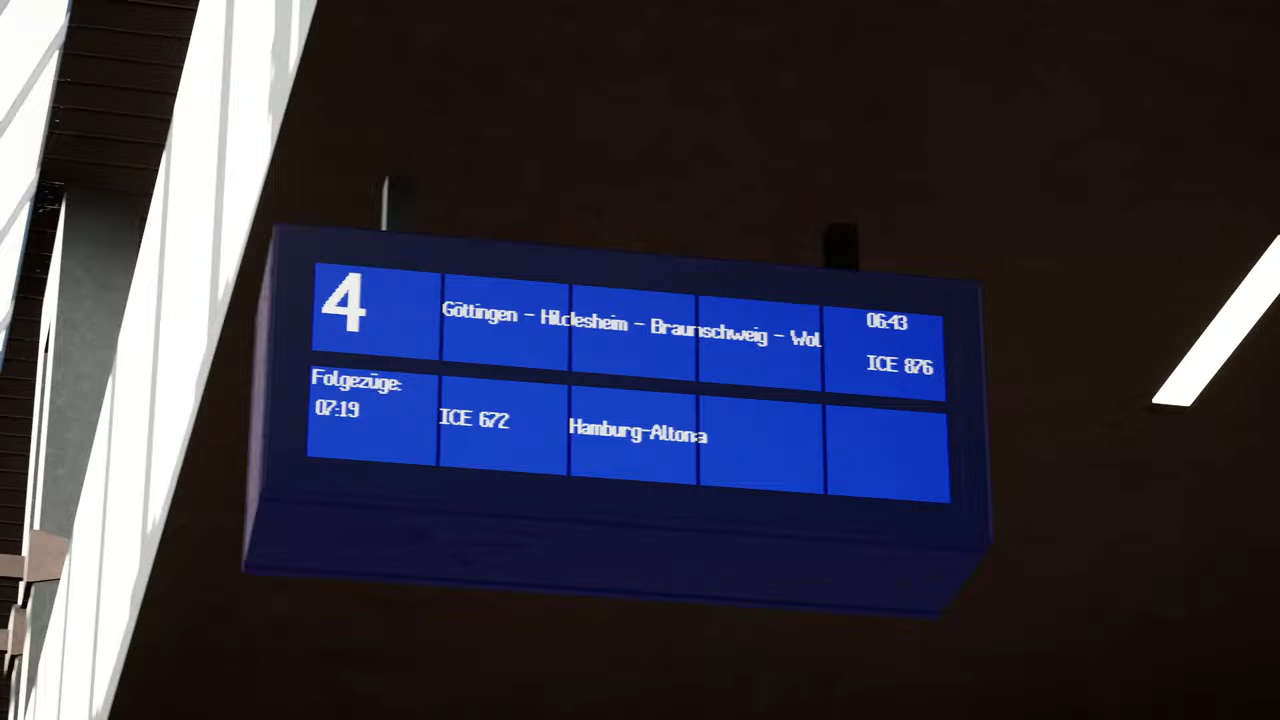 4
Göttingen - Hildesheim - Braunschweig - Wol
06:43
ICE 876
Folgezüge:
07:19 ICE 672 Hamburg-Altona